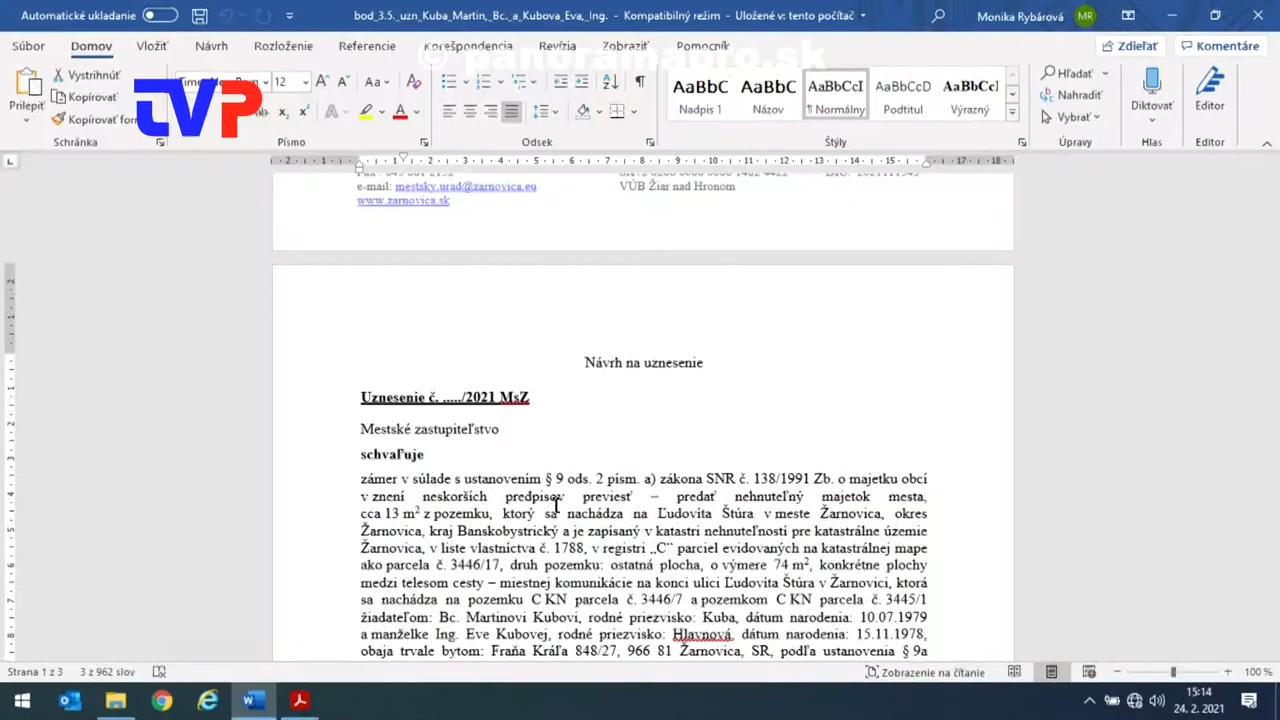 Automatické ukladanie
bod_3.5._uzn_Kuba_Martin,_Bc._a_Kubova_Eva,_Ing. - Kompatibilný režim - Uložené v: tento počítač
Monika Rybárová
MR
Súbor Domov Vložiť Návrh Rozloženie Referencie Korešpondencia Revízia Zobraziť Pomocník
Zdieľať Komentáre
© panoramapro.sk
TVP
Prilepiť
Vystrihnúť
Kopírovať
Kopírovať
12
AaBbC AaBbC AaBbCcI AaBbCcD AaBbCcI
Nadpis 1 Názov ¶ Normálny Podtitul Výrazný
Hľadať
Nahradiť
Vybrať
Diktovať
Editor
Schránka Písmo Odsek Štýly Úpravy Hlas Editor
e-mail: mestsky.urad@zarnovica.eu
VÚB Žiar nad Hronom
www.zarnovica.sk
Návrh na uznesenie
Uznesenie č. ...../2021 MsZ
Mestské zastupiteľstvo
schvaľuje
zámer v súlade s ustanovením § 9 ods. 2 písm. a) zákona SNR č. 138/1991 Zb. o majetku obcí
v znení neskorších predpisov previesť – predať nehnuteľný majetok mesta,
cca 13 m² z pozemku, ktorý sa nachádza na Ľudovíta Štúra v meste Žarnovica, okres
Žarnovica, kraj Banskobystrický a je zapísaný v katastri nehnuteľností pre katastrálne územie
Žarnovica, v liste vlastníctva č. 1788, v registri „C“ parciel evidovaných na katastrálnej mape
ako parcela č. 3446/17, druh pozemku: ostatná plocha, o výmere 74 m², konkrétne plochy
medzi telesom cesty – miestnej komunikácie na konci ulici Ľudovíta Štúra v Žarnovici, ktorá
sa nachádza na pozemku C KN parcela č. 3446/7 a pozemkom C KN parcela č. 3445/1
žiadateľom: Bc. Martinovi Kubovi, rodné priezvisko: Kuba, dátum narodenia: 10.07.1979
a manželke Ing. Eve Kubovej, rodné priezvisko: Hlavnová, dátum narodenia: 15.11.1978,
obaja trvale bytom: Fraňa Kráľa 848/27, 966 81 Žarnovica, SR, podľa ustanovenia § 9a
Strana 1 z 3
3 z 962 slov
Zobrazenie na čítanie
100 %
15:14
24. 2. 2021